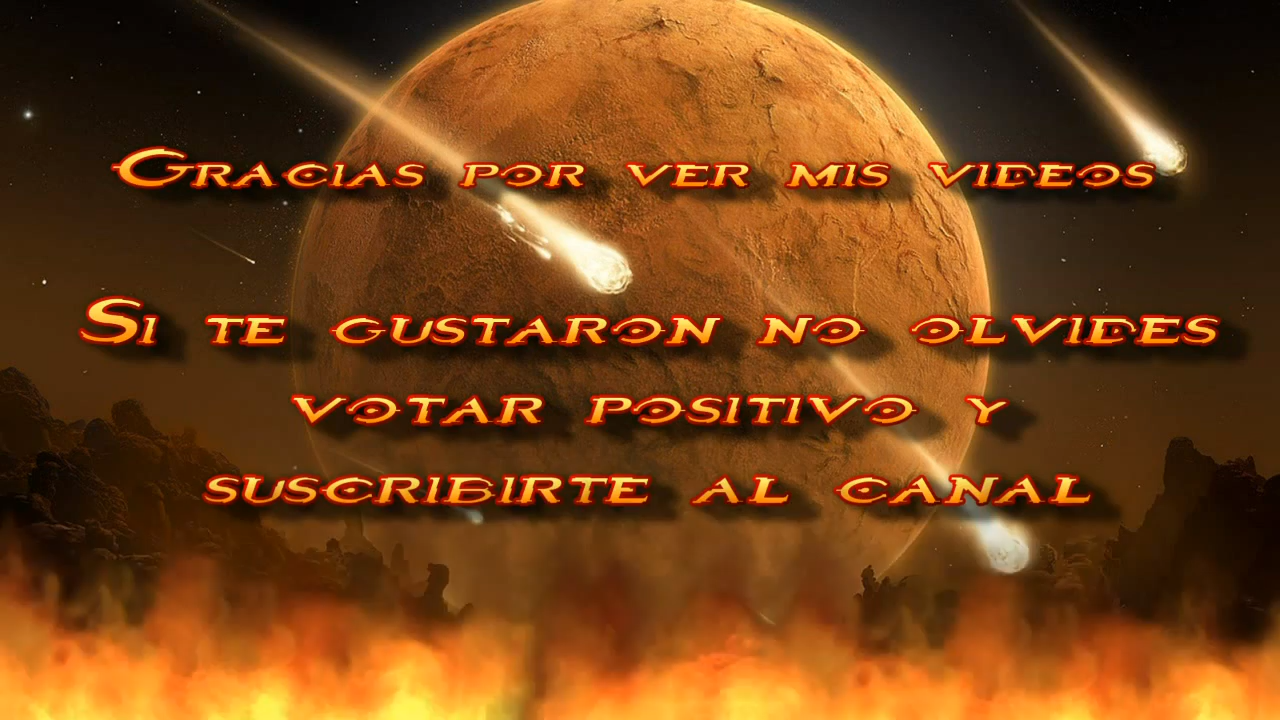 Gracias por ver mis videos
Si te gustaron no olvides
votar positivo y
suscribirte al canal